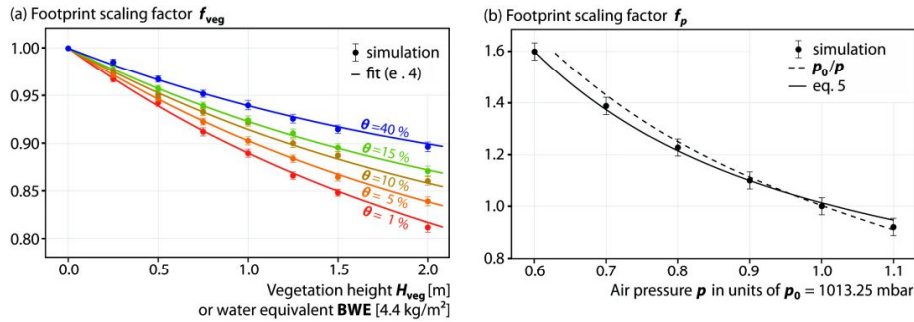 (a) Footprint scaling factor f_veg
1.00
0.95
0.90
0.85
0.80
simulation
fit (e . 4)
θ=40 %
θ=15 %
θ=10 %
θ= 5 %
θ= 1 %
0.0 0.5 1.0 1.5 2.0
Vegetation height H_veg [m]
or water equivalent BWE [4.4 kg/m²]
(b) Footprint scaling factor f_p
1.6
1.4
1.2
1.0
0.8
simulation
p₀/p
eq. 5
0.6 0.7 0.8 0.9 1.0 1.1
Air pressure p in units of p₀ = 1013.25 mbar